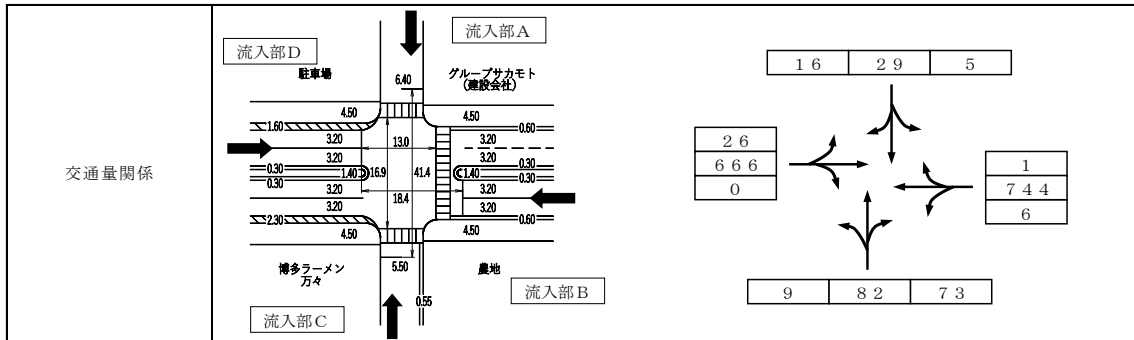 交通量関係
流入部A
流入部D
駐車場
グループサカモト
(建設会社)
6.40
4.50
4.50
1.60
0.60
3.20
13.0
3.20
3.20
3.20
0.30
0.30
1.40
16.9
41.4
1.40
0.30
0.30
3.20
18.4
3.20
3.20
3.20
2.30
0.60
4.50
4.50
5.50
博多ラーメン
万々
農地
0.55
流入部B
流入部C
16 29 5
26
666
0
1
744
6
9 82 73